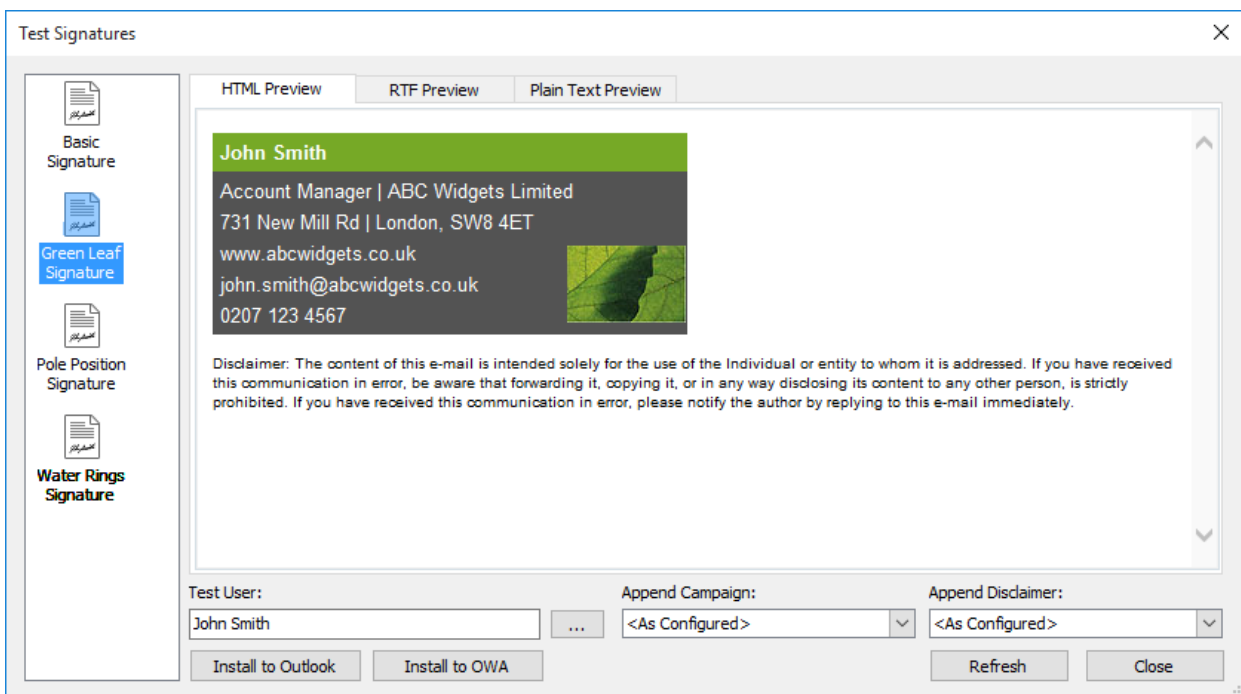 Test Signatures
HTML Preview
RTF Preview
Plain Text Preview
Basic
Signature
Green Leaf
Signature
Pole Position
Signature
Water Rings
Signature
John Smith
Account Manager | ABC Widgets Limited
731 New Mill Rd | London, SW8 4ET
www.abcwidgets.co.uk
john.smith@abcwidgets.co.uk
0207 123 4567
Disclaimer: The content of this e-mail is intended solely for the use of the Individual or entity to whom it is addressed. If you have received
this communication in error, be aware that forwarding it, copying it, or in any way disclosing its content to any other person, is strictly
prohibited. If you have received this communication in error, please notify the author by replying to this e-mail immediately.
Test User:
Append Campaign:
Append Disclaimer:
John Smith
...
<As Configured>
<As Configured>
Install to Outlook
Install to OWA
Refresh
Close